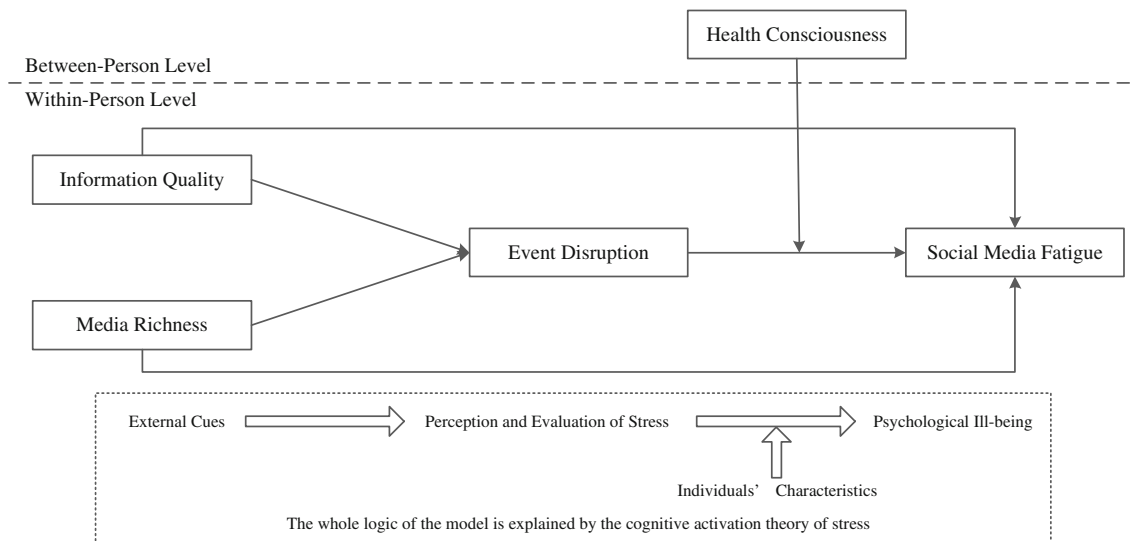 Health Consciousness
Between-Person Level
Within-Person Level
Information Quality
Event Disruption
Social Media Fatigue
Media Richness
External Cues
Perception and Evaluation of Stress
Psychological Ill-being
Individuals’ Characteristics
The whole logic of the model is explained by the cognitive activation theory of stress